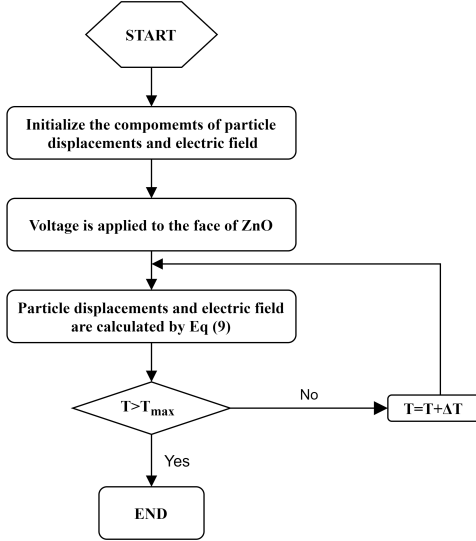 START
Initialize the compomemts of particle
displacements and electric field
Voltage is applied to the face of ZnO
Particle displacements and electric field
are calculated by Eq (9)
T>Tmax
No
T=T+ΔT
Yes
END